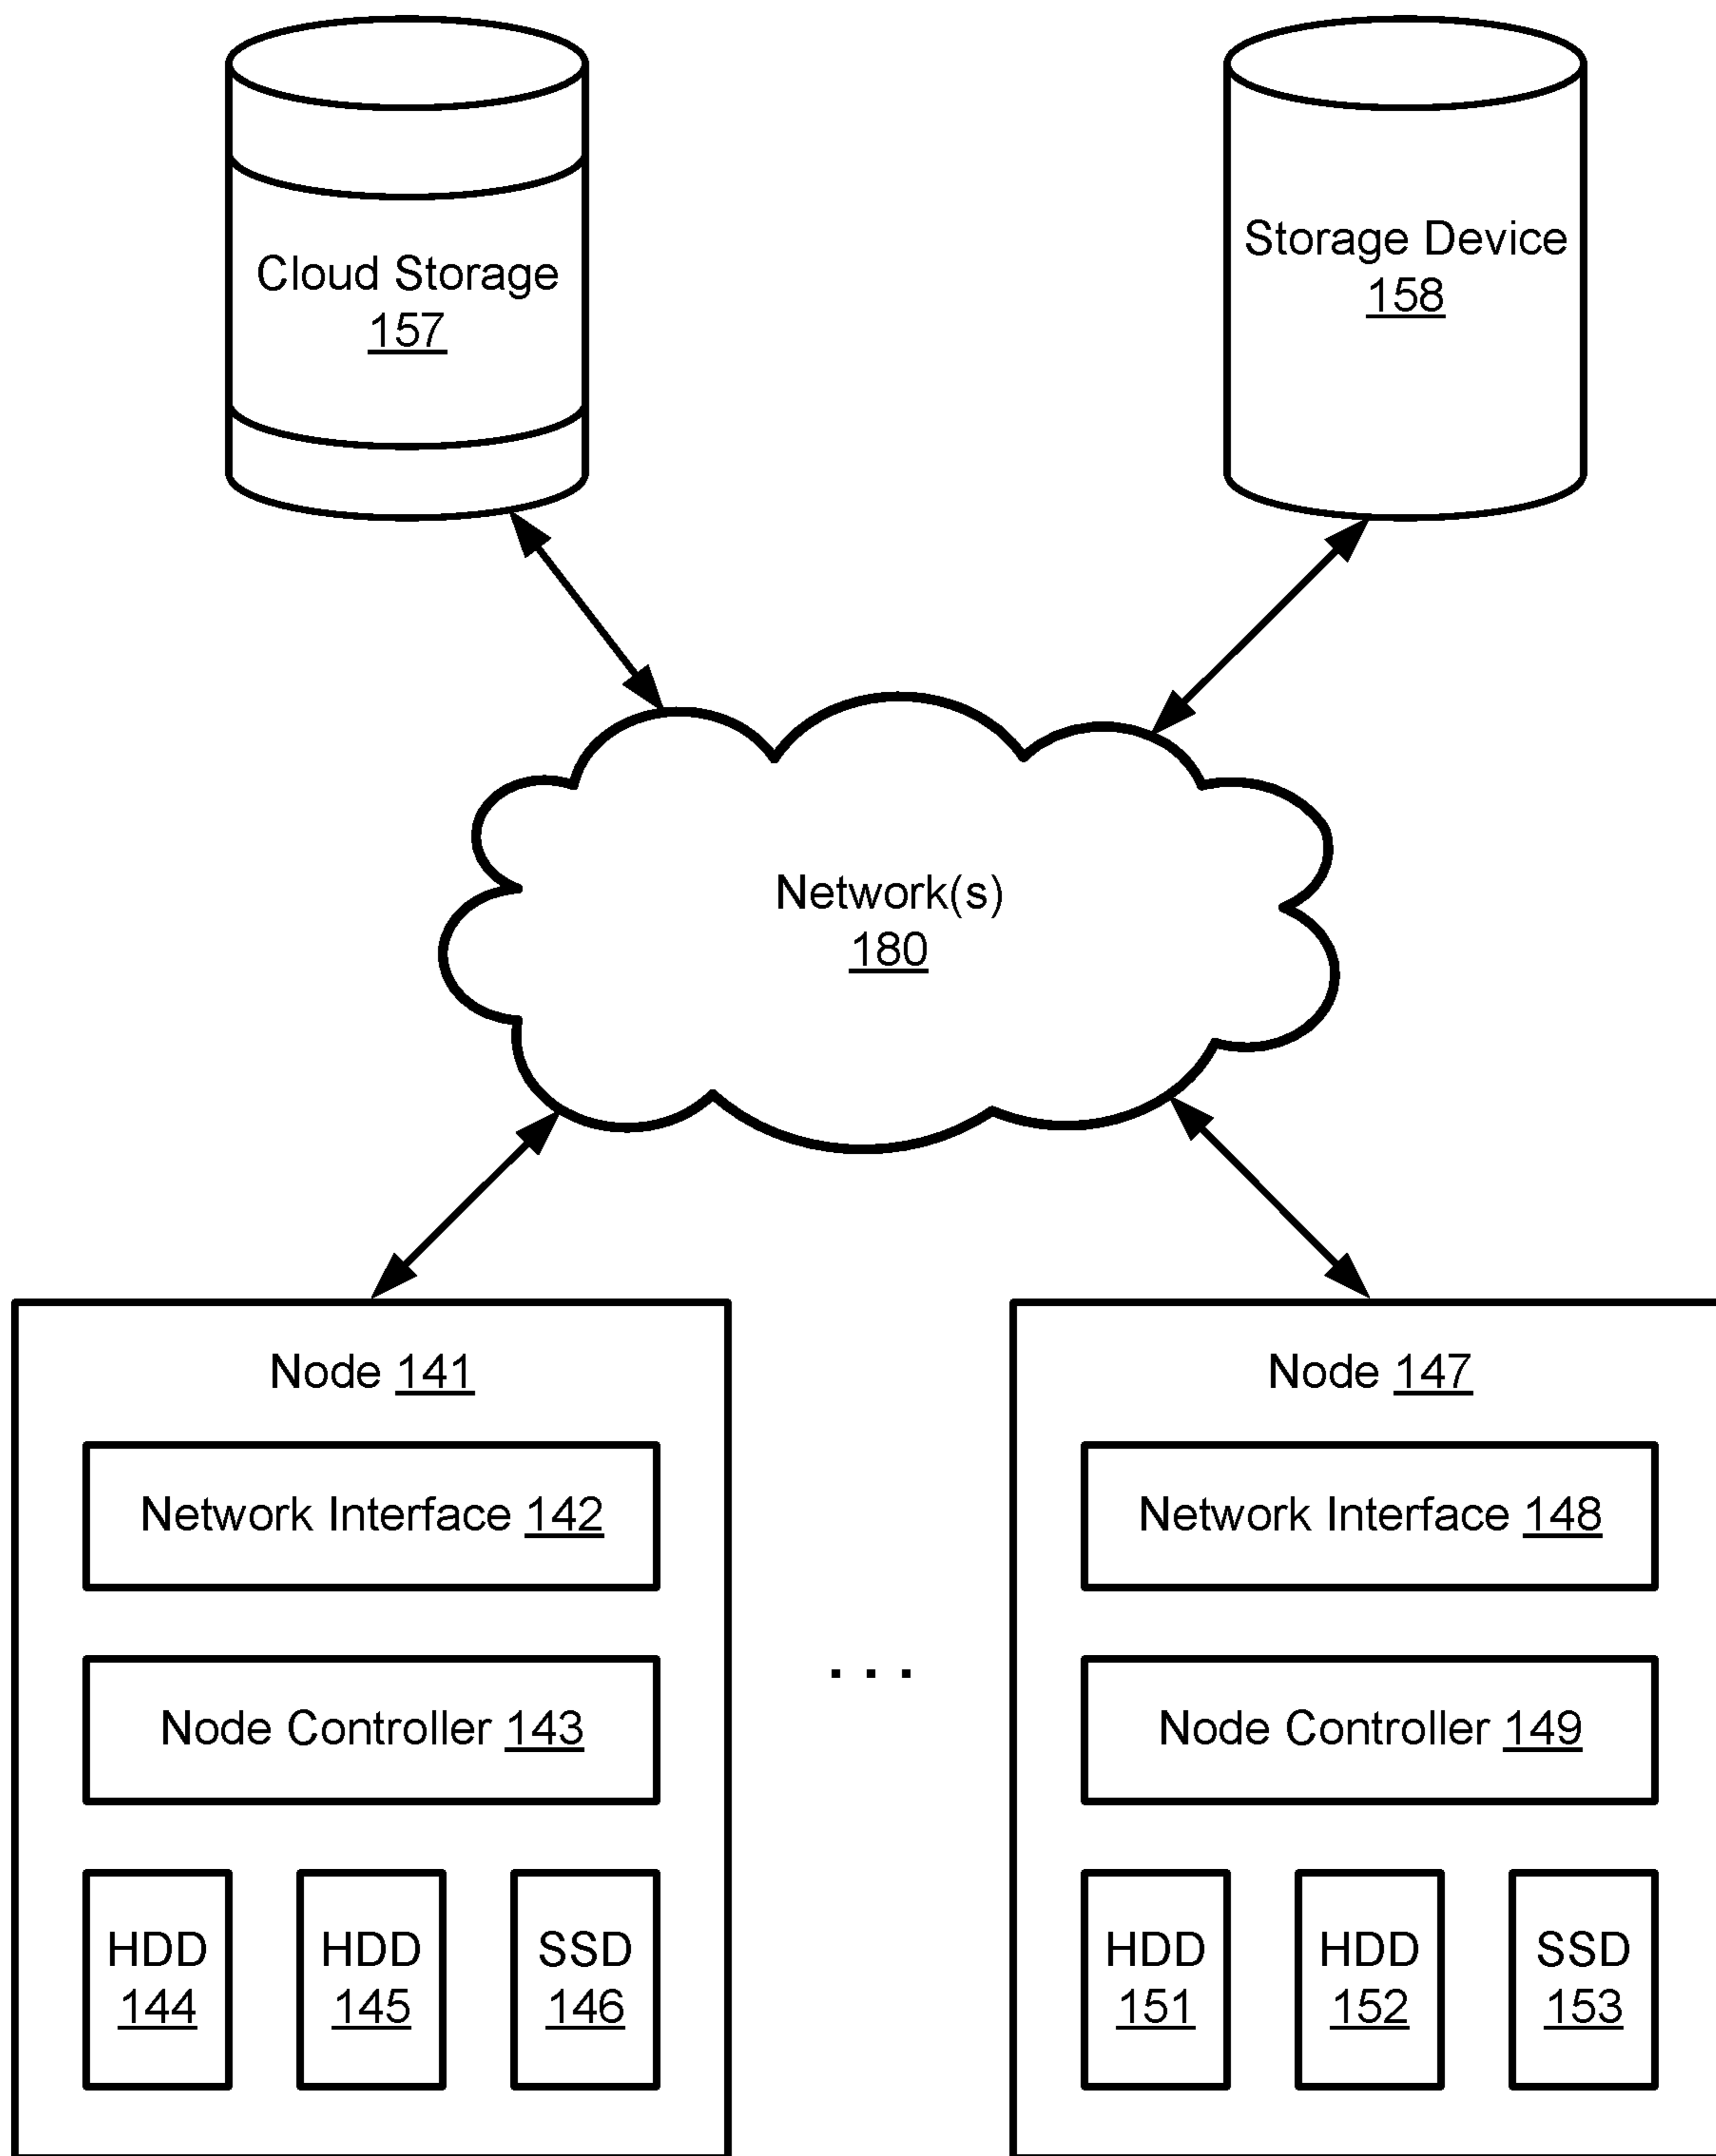 Cloud Storage
157
Storage Device
158
Network(s)
180
Node 141
Network Interface 142
Node Controller 143
HDD
144
HDD
145
SSD
146
. . .
Node 147
Network Interface 148
Node Controller 149
HDD
151
HDD
152
SSD
153